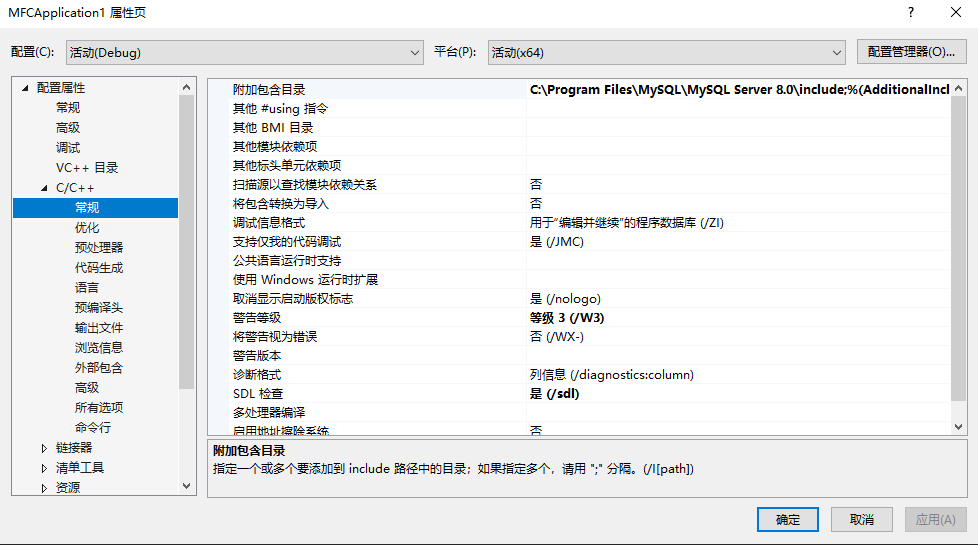 MFCApplication1 属性页
配置(C): 活动(Debug) 平台(P): 活动(x64) 配置管理器(O)...
配置属性
常规
高级
调试
VC++ 目录
C/C++
常规
优化
预处理器
代码生成
语言
预编译头
输出文件
浏览信息
外部包含
高级
所有选项
命令行
链接器
清单工具
资源
附加包含目录 C:\Program Files\MySQL\MySQL Server 8.0\include;%(AdditionalIncl
其他 #using 指令
其他 BMI 目录
其他模块依赖项
其他标头单元依赖项
扫描源以查找模块依赖关系 否
将包含转换为导入 否
调试信息格式 用于“编辑并继续”的程序数据库 (/ZI)
支持仅我的代码调试 是 (/JMC)
公共语言运行时支持
使用 Windows 运行时扩展
取消显示启动版权标志 是 (/nologo)
警告等级 等级 3 (/W3)
将警告视为错误 否 (/WX-)
警告版本
诊断格式 列信息 (/diagnostics:column)
SDL 检查 是 (/sdl)
多处理器编译
启用地址擦除系统 否
附加包含目录
指定一个或多个要添加到 include 路径中的目录；如果指定多个，请用 ";" 分隔。(/I[path])
确定 取消 应用(A)